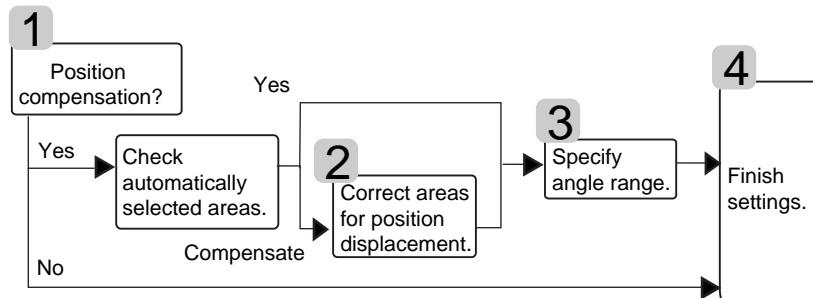 1
Position
compensation?
Yes
Check
automatically
selected areas.
Yes
2
Correct areas
for position
displacement.
Compensate
3
Specify
angle range.
4
Finish
settings.
No